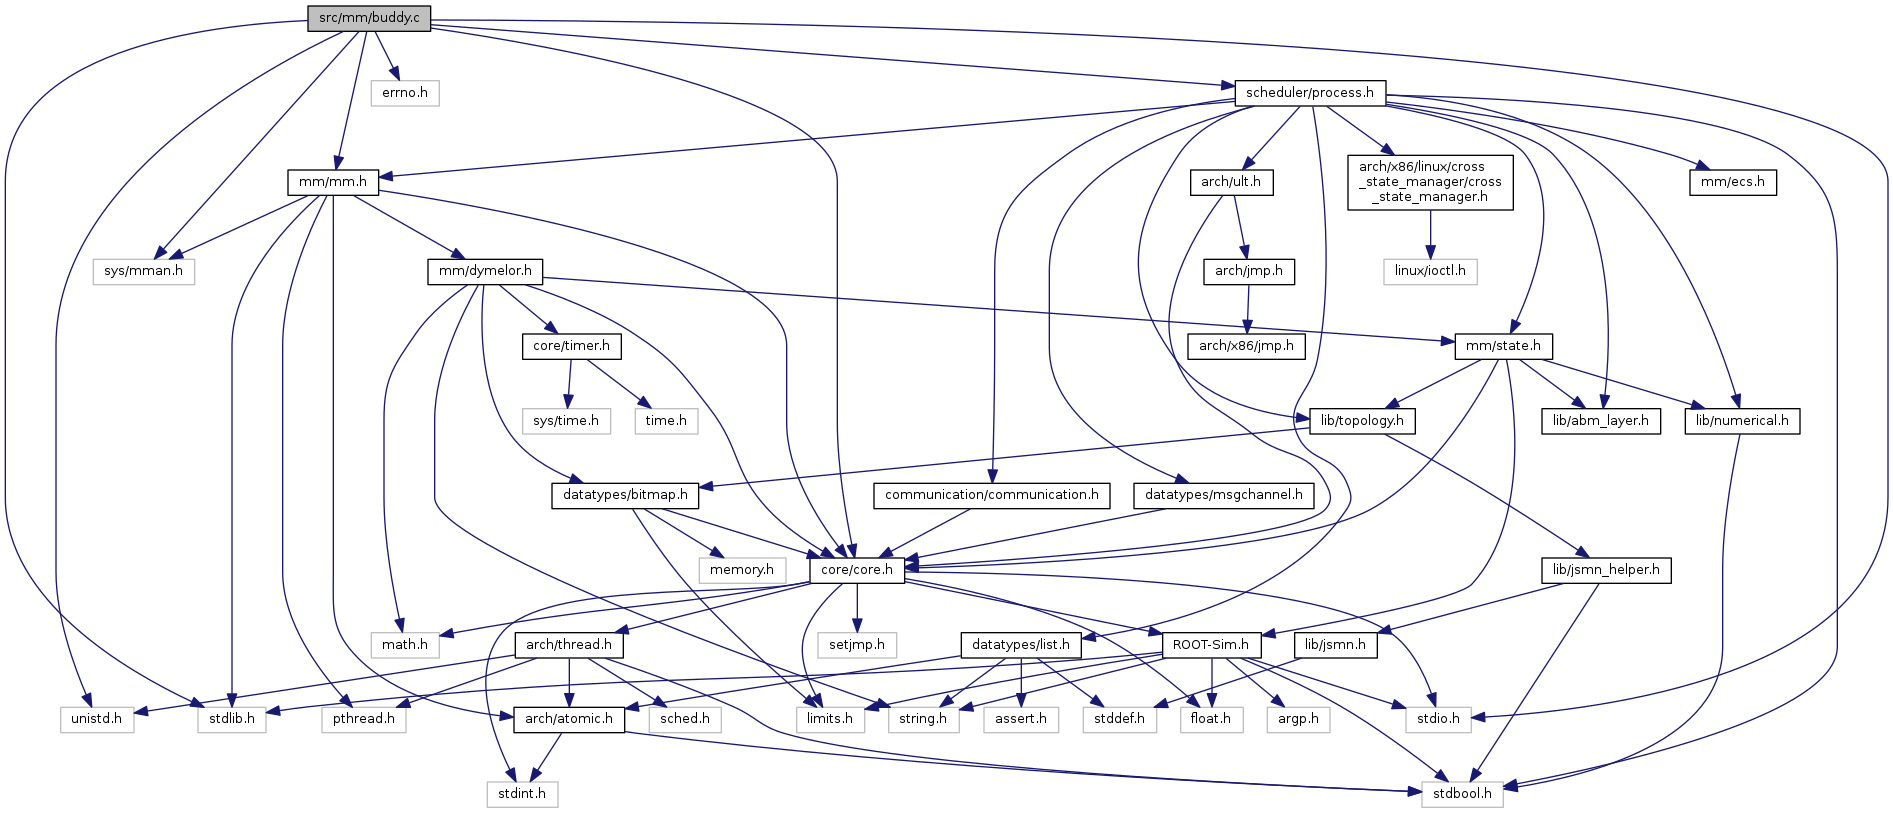 src/mm/buddy.c
errno.h
scheduler/process.h
mm/mm.h
arch/ult.h
arch/x86/linux/cross
_state_manager/cross
_state_manager.h
mm/ecs.h
sys/mman.h
mm/dymelor.h
arch/jmp.h
linux/ioctl.h
core/timer.h
arch/x86/jmp.h
mm/state.h
sys/time.h
time.h
lib/topology.h
lib/abm_layer.h
lib/numerical.h
datatypes/bitmap.h
communication/communication.h
datatypes/msgchannel.h
memory.h
core/core.h
lib/jsmn_helper.h
math.h
arch/thread.h
setjmp.h
datatypes/list.h
ROOT-Sim.h
lib/jsmn.h
unistd.h
stdlib.h
pthread.h
arch/atomic.h
sched.h
limits.h
string.h
assert.h
stddef.h
float.h
argp.h
stdio.h
stdint.h
stdbool.h